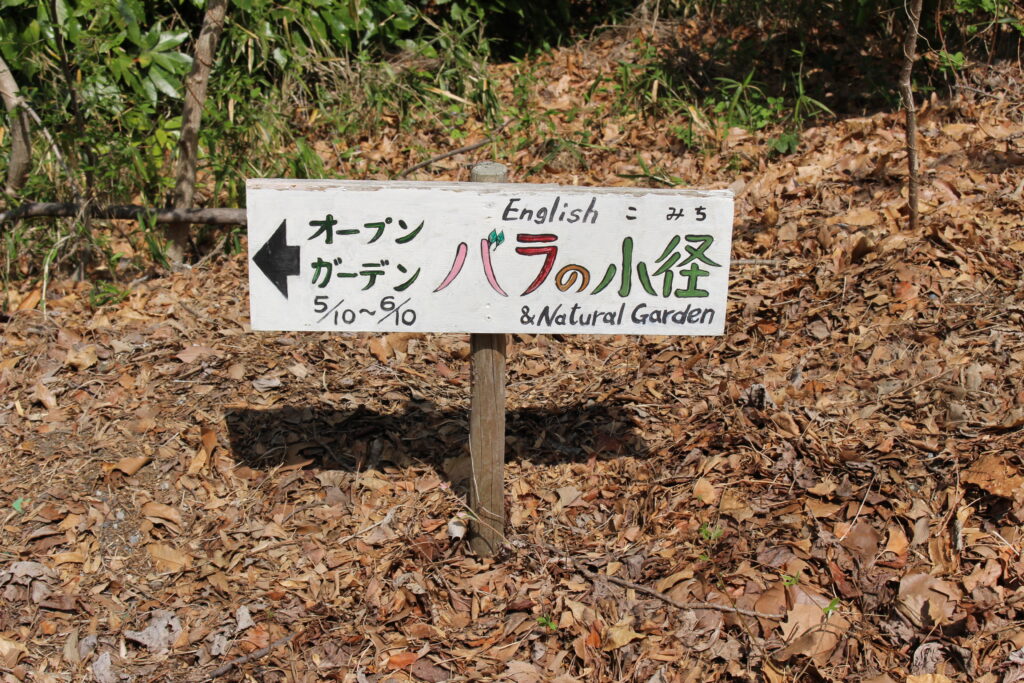 オープン
ガーデン
5/10~6/10
English こみち
バラの小径
& Natural Garden